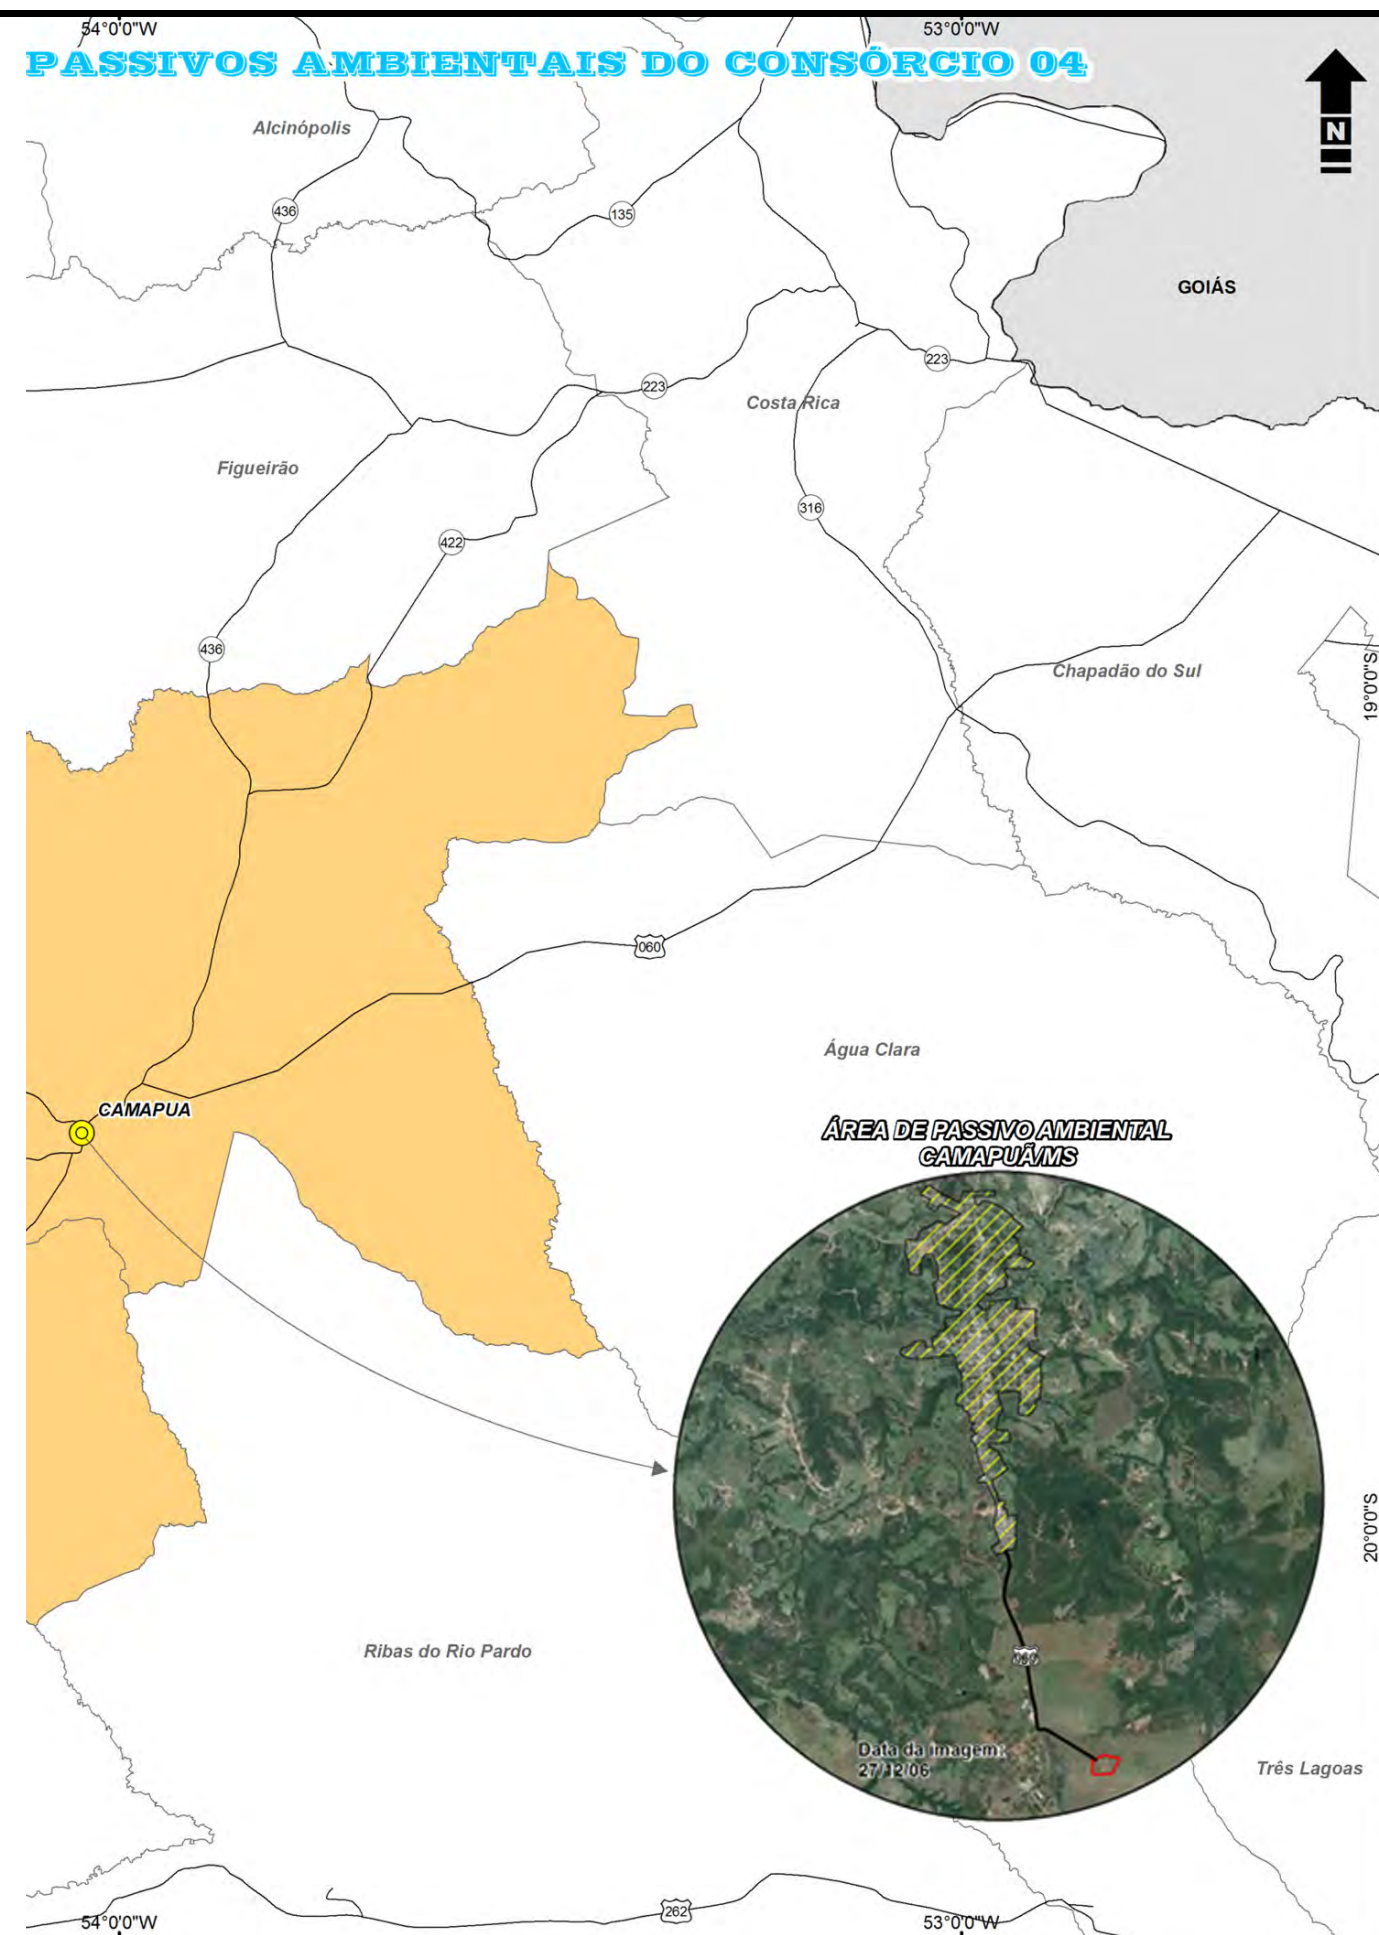 54°0'0"W
53°0'0"W
PASSIVOS AMBIENTAIS DO CONSÓRCIO 04
N
Alcinópolis
436
135
GOIÁS
223
223
Costa Rica
Figueirão
316
422
436
Chapadão do Sul
19°0'0"S
060
Água Clara
CAMAPUA
ÁREA DE PASSIVO AMBIENTAL
CAMAPUÃ/MS
20°0'0"S
Ribas do Rio Pardo
Data da imagem:
27/12/06
Três Lagoas
262
54°0'0"W
53°0'0"W